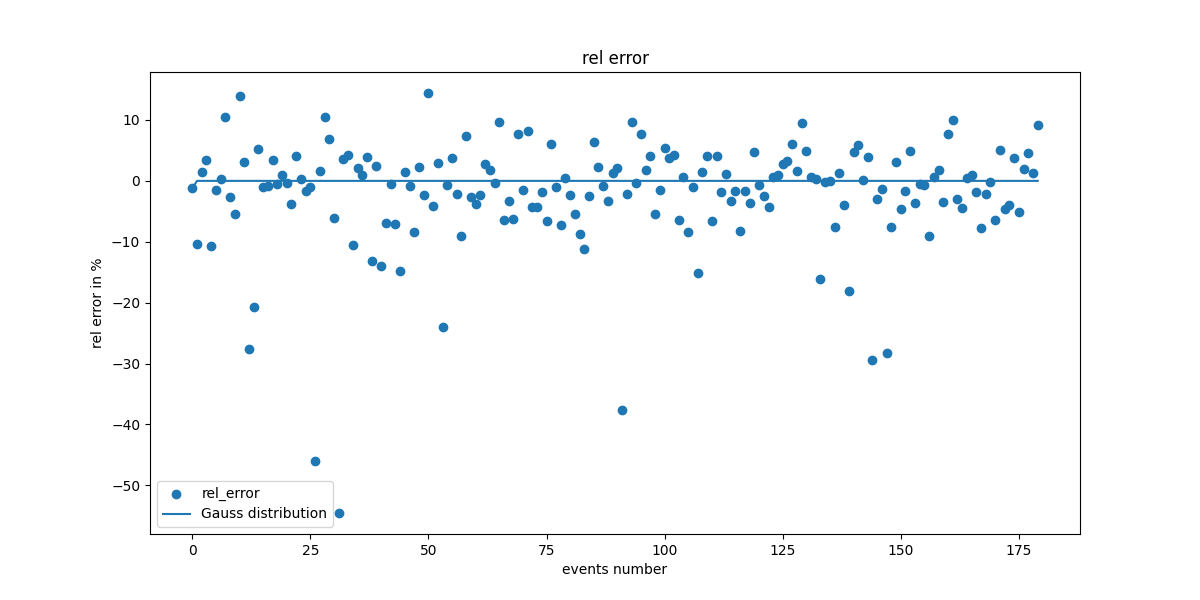 rel error
rel error in %
10
0
−10
−20
−30
−40
−50
rel_error
Gauss distribution
0 25 50 75 100 125 150 175
events number